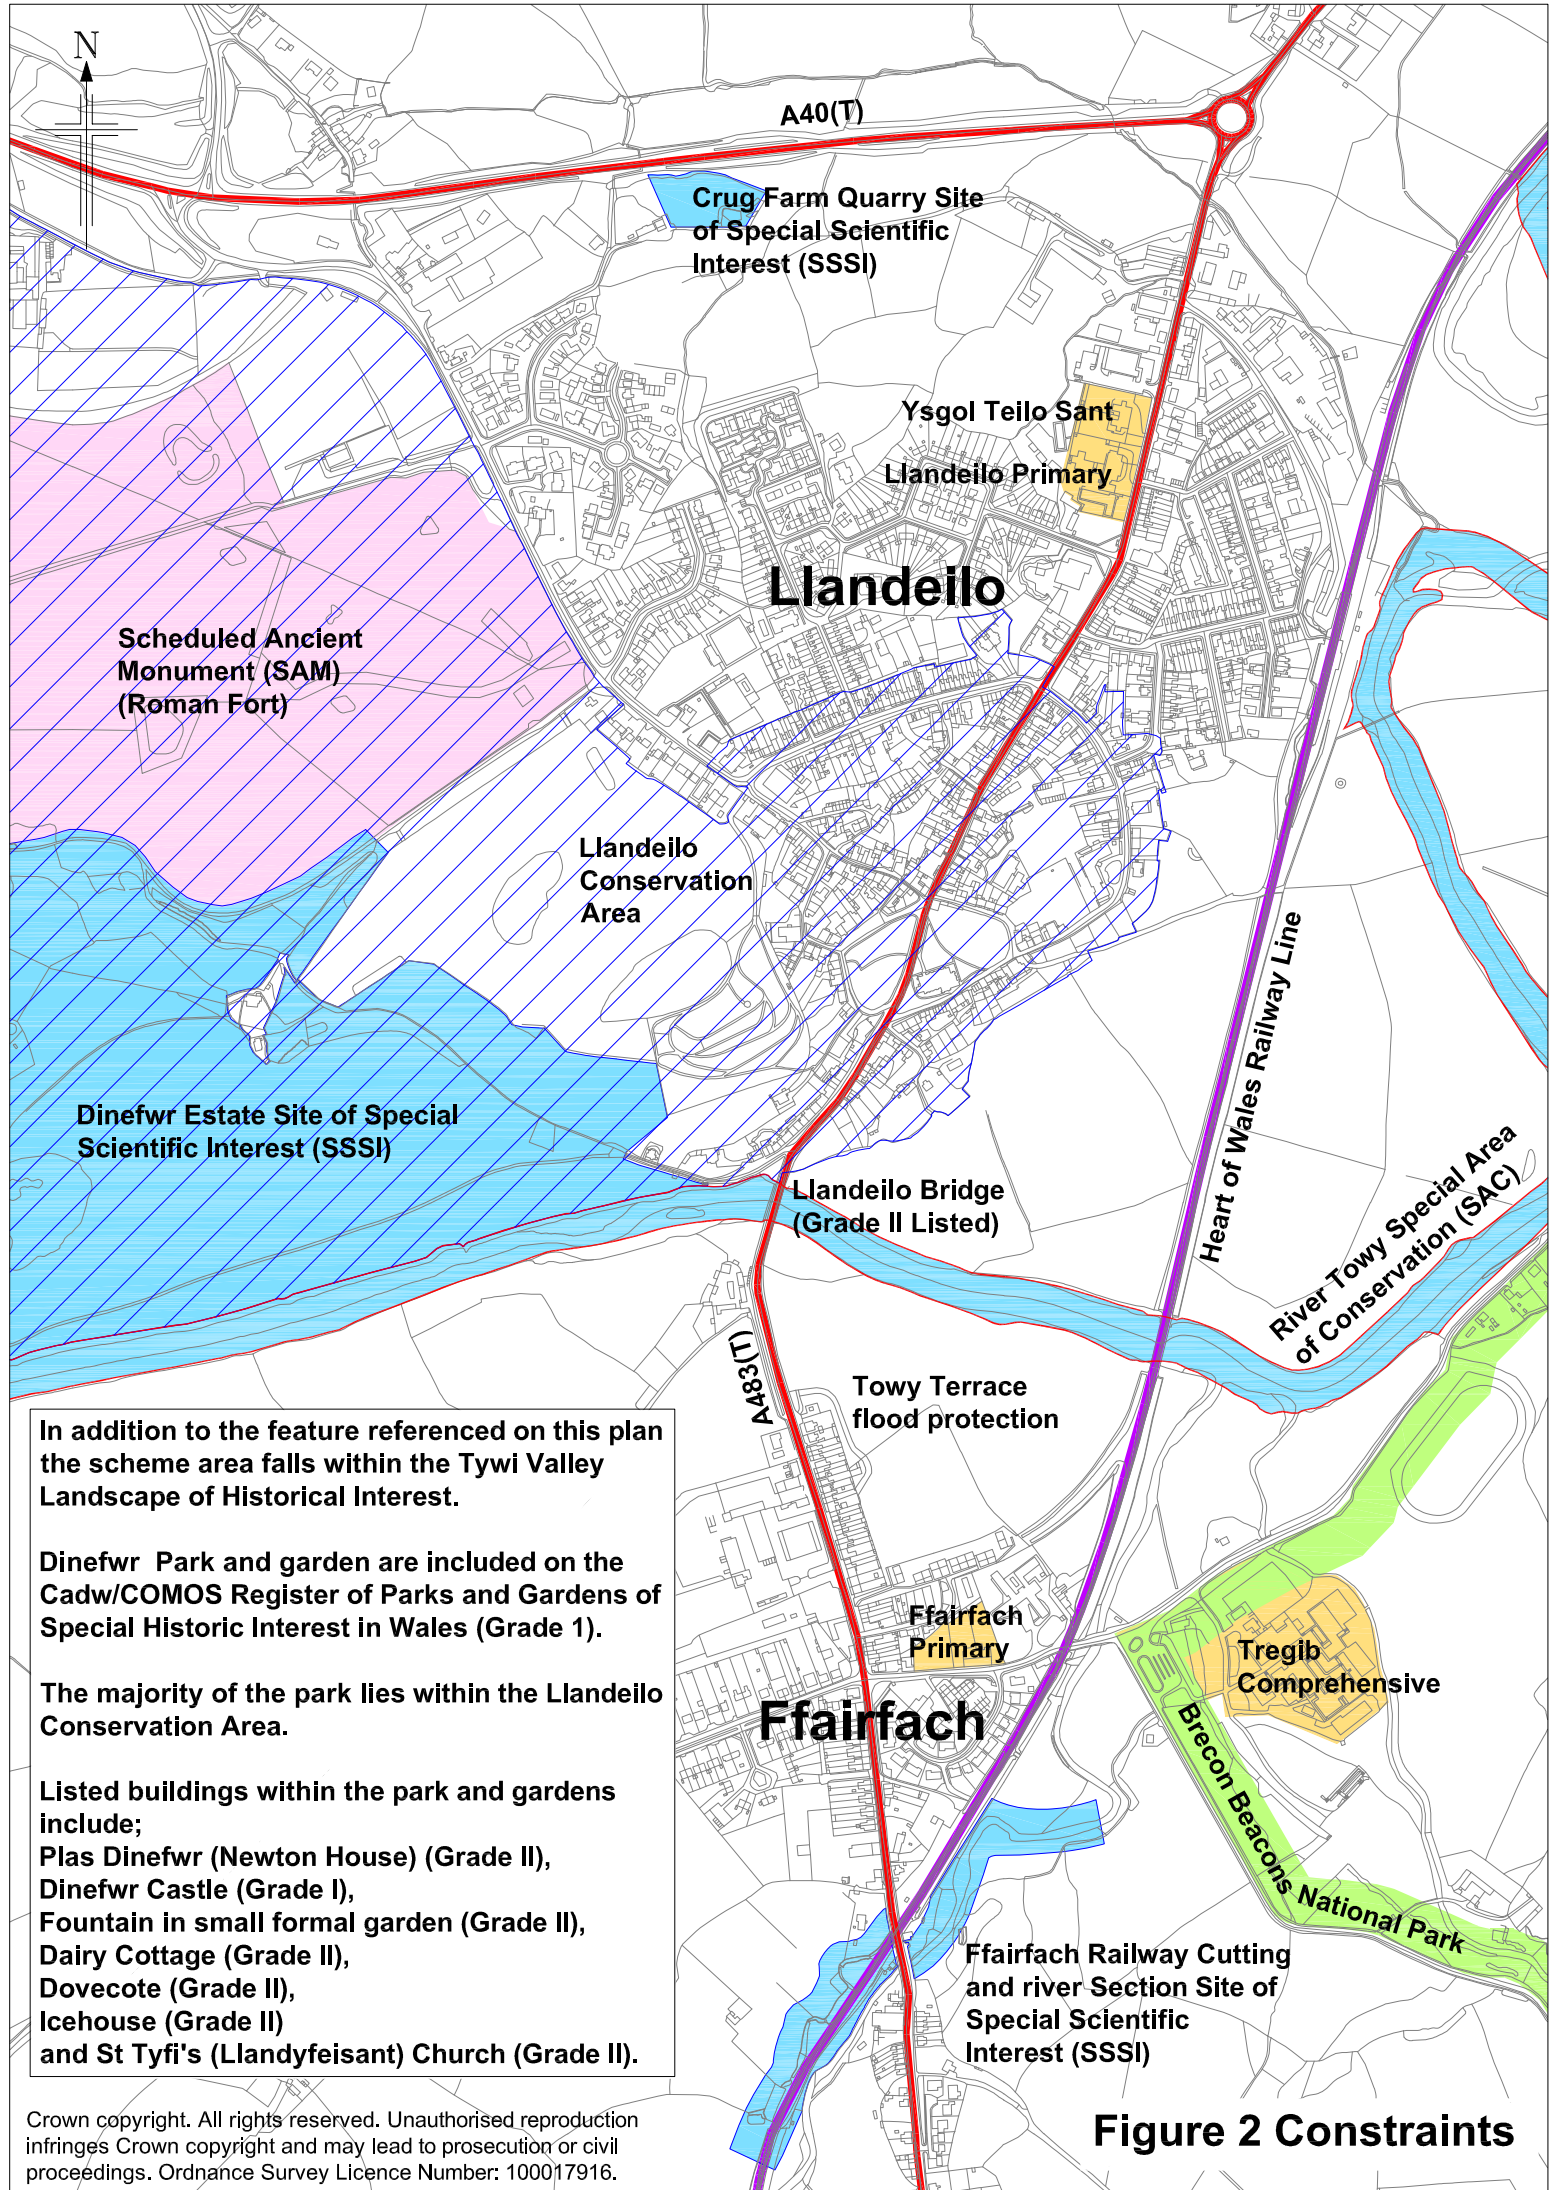 N
A40(T)
Crug Farm Quarry Site
of Special Scientific
Interest (SSSI)
Ysgol Teilo Sant
Llandeilo Primary
Llandeilo
Scheduled Ancient
Monument (SAM)
(Roman Fort)
Llandeilo
Conservation
Area
Heart of Wales Railway Line
Dinefwr Estate Site of Special
Scientific Interest (SSSI)
Llandeilo Bridge
(Grade II Listed)
River Towy Special Area
of Conservation (SAC)
A483(T)
Towy Terrace
flood protection
In addition to the feature referenced on this plan
the scheme area falls within the Tywi Valley
Landscape of Historical Interest.
Dinefwr Park and garden are included on the
Cadw/COMOS Register of Parks and Gardens of
Special Historic Interest in Wales (Grade 1).
The majority of the park lies within the Llandeilo
Conservation Area.
Listed buildings within the park and gardens
include;
Plas Dinefwr (Newton House) (Grade II),
Dinefwr Castle (Grade I),
Fountain in small formal garden (Grade II),
Dairy Cottage (Grade II),
Dovecote (Grade II),
Icehouse (Grade II)
and St Tyfi's (Llandyfeisant) Church (Grade II).
Ffairfach
Primary
Tregib
Comprehensive
Ffairfach
Brecon Beacons National Park
Ffairfach Railway Cutting
and river Section Site of
Special Scientific
Interest (SSSI)
Crown copyright. All rights reserved. Unauthorised reproduction
infringes Crown copyright and may lead to prosecution or civil
proceedings. Ordnance Survey Licence Number: 100017916.
Figure 2 Constraints